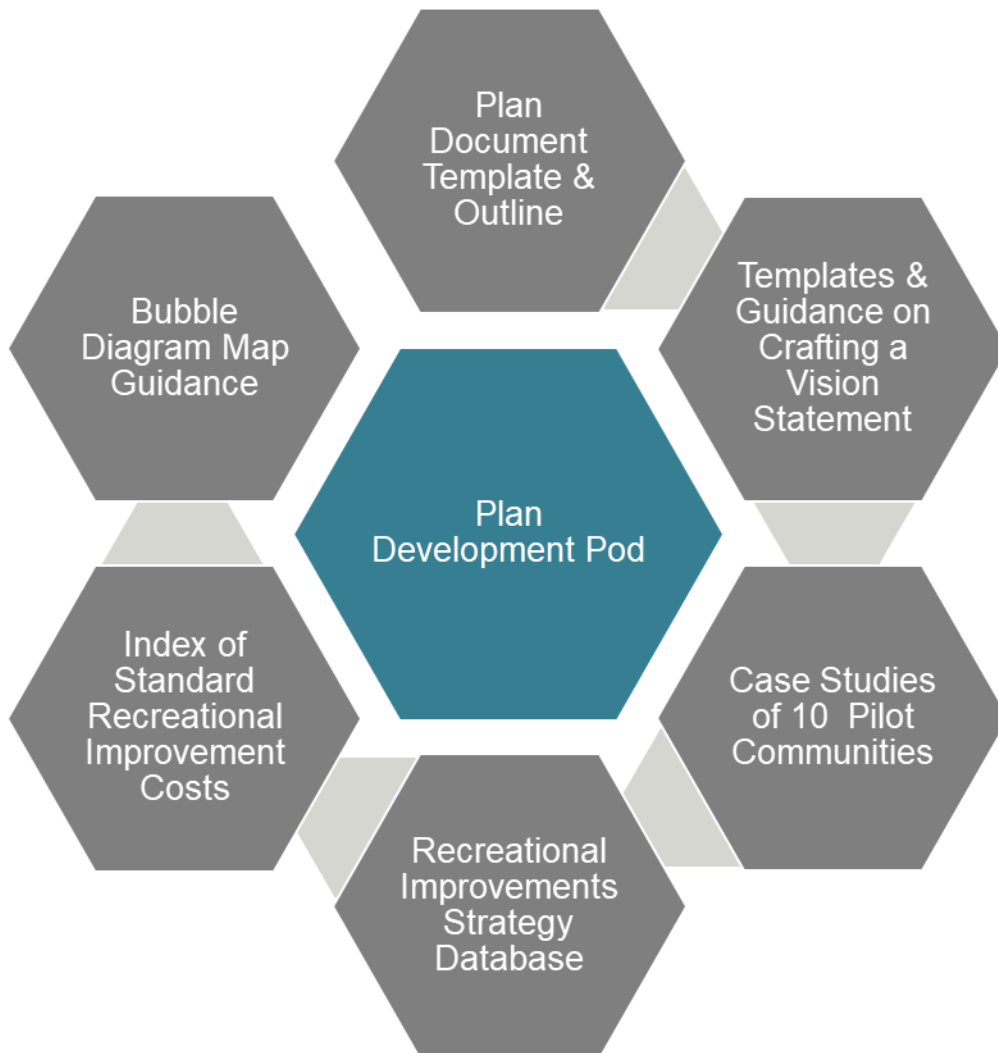 Plan
Document
Template &
Outline
Templates &
Guidance on
Crafting a
Vision
Statement
Case Studies
of 10  Pilot
Communities
Recreational
Improvements
Strategy
Database
Index of
Standard
Recreational
Improvement
Costs
Bubble
Diagram Map
Guidance
Plan
Development Pod